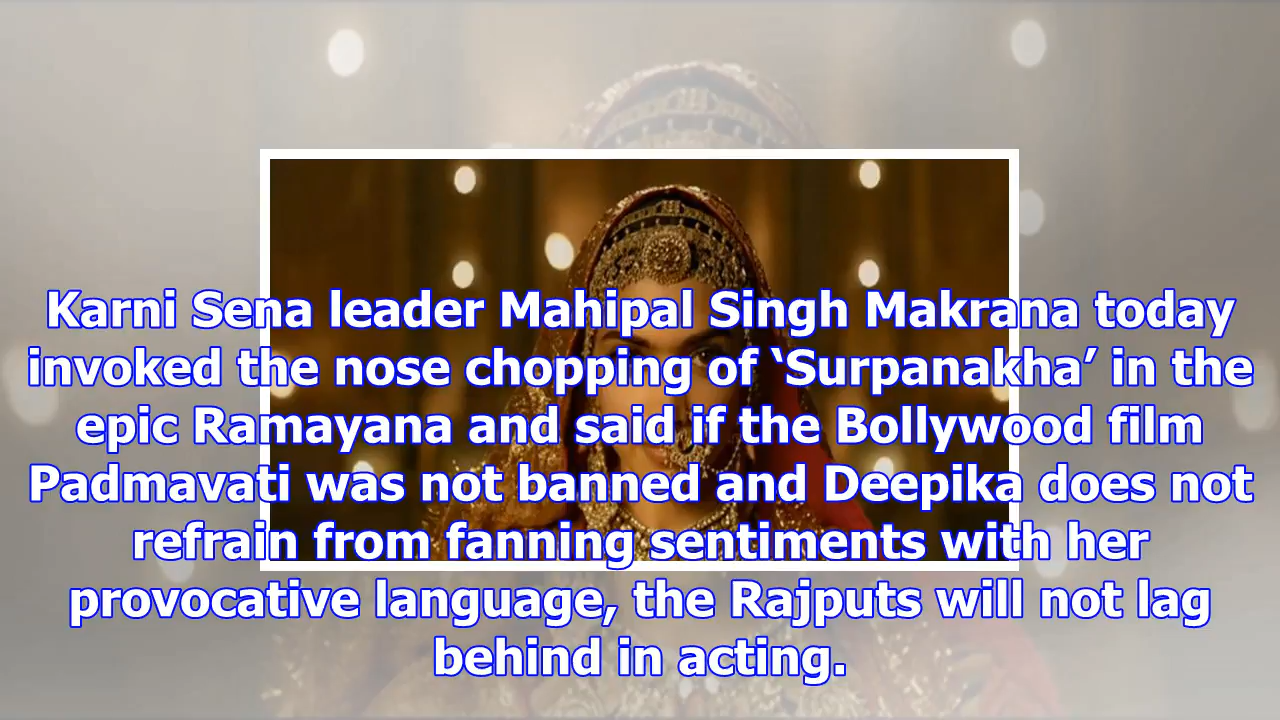 Karni Sena leader Mahipal Singh Makrana today
invoked the nose chopping of ‘Surpanakha’ in the
epic Ramayana and said if the Bollywood film
Padmavati was not banned and Deepika does not
refrain from fanning sentiments with her
provocative language, the Rajputs will not lag
behind in acting.